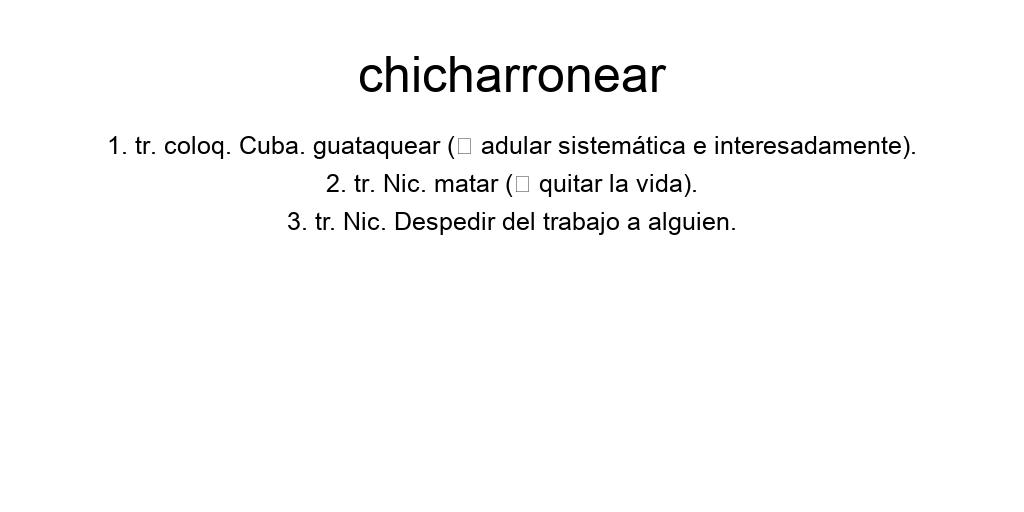 chicharronear
1. tr. coloq. Cuba. guataquear (□ adular sistemática e interesadamente).
2. tr. Nic. matar (□ quitar la vida).
3. tr. Nic. Despedir del trabajo a alguien.